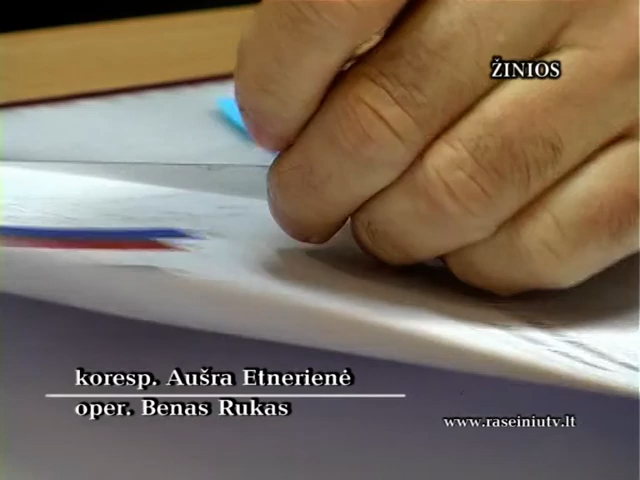 ŽINIOS
koresp. Aušra Etnerienė
oper. Benas Rukas
www.raseiniutv.lt